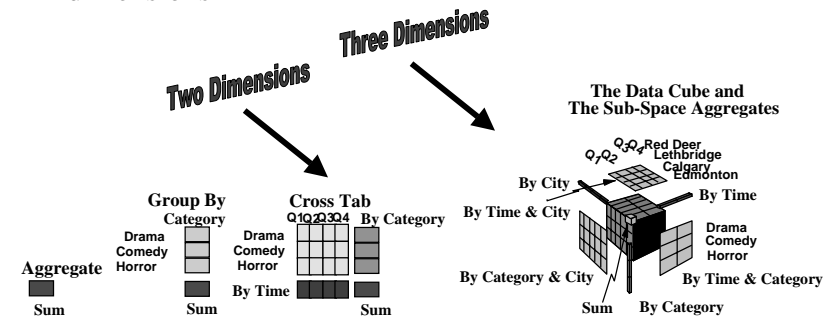 Three Dimensions
Two Dimensions
The Data Cube and
The Sub-Space Aggregates
Q1Q2Q3Q4
Red Deer
Lethbridge
Calgary
Edmonton
By City
By Time
By Time & City
Drama
Comedy
Horror
By Category & City
By Time & Category
Sum
By Category
Group By
Category
Cross Tab
Q1Q2Q3Q4
By Category
Drama
Comedy
Horror
Drama
Comedy
Horror
Aggregate
By Time
Sum
Sum
Sum